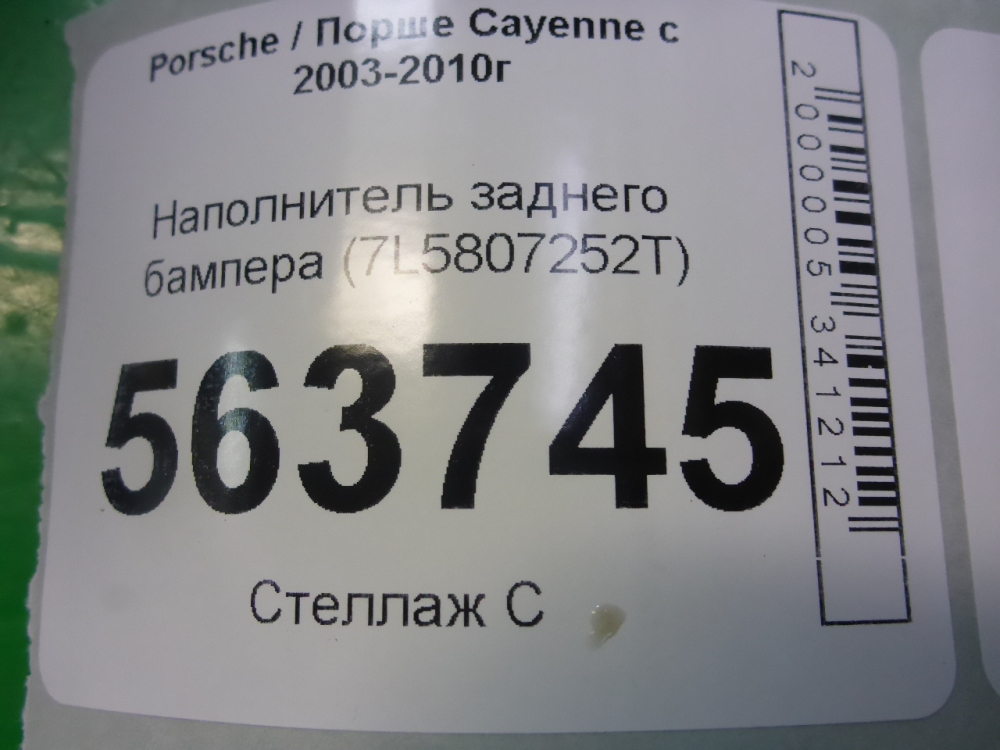 Porsche / Порше Cayenne с
2003-2010г
Наполнитель заднего
бампера (7L5807252T)
563745
Стеллаж С
2000005341212